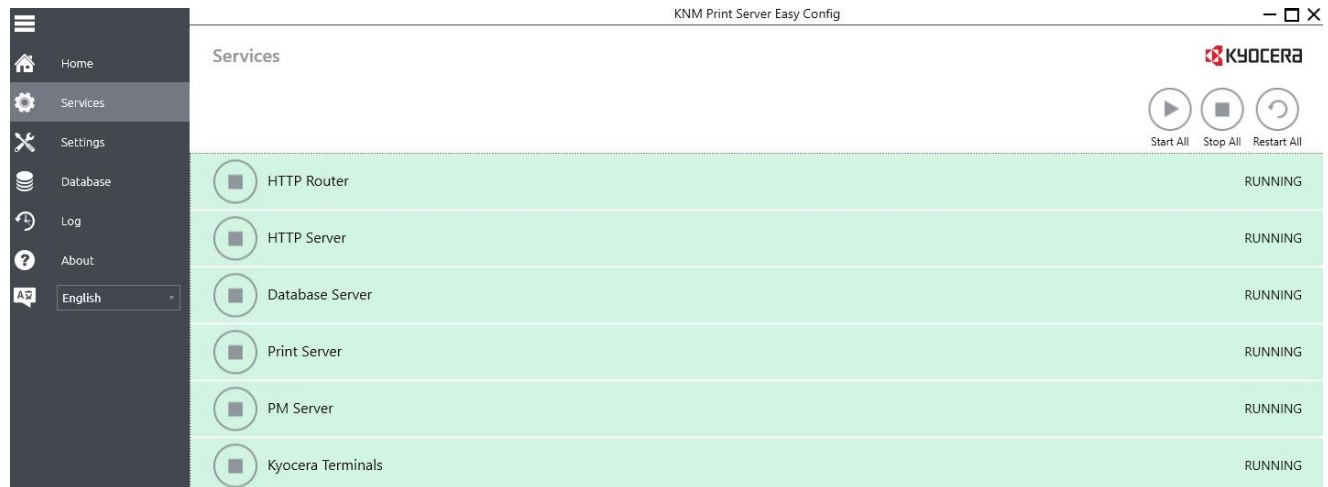 KNM Print Server Easy Config
Home
Services
Settings
Database
Log
About
English
Services
KYOCERA
Start All Stop All Restart All
HTTP Router RUNNING
HTTP Server RUNNING
Database Server RUNNING
Print Server RUNNING
PM Server RUNNING
Kyocera Terminals RUNNING